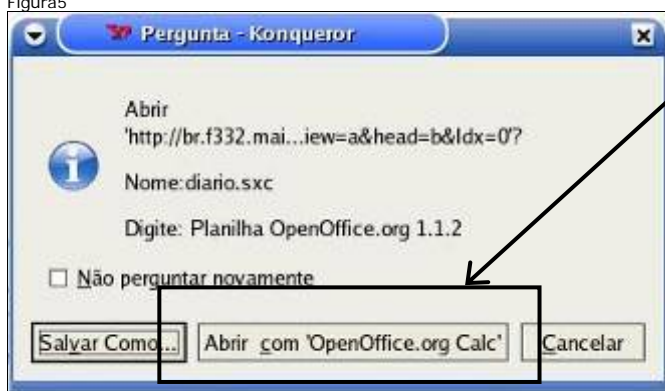 Figura5
Pergunta - Konqueror
Abrir
'http://br.f332.mai...iew=a&head=b&Idx=0'?
Nome:diario.sxc
Digite: Planilha OpenOffice.org 1.1.2
Não perguntar novamente
Salvar Como... Abrir com 'OpenOffice.org Calc' Cancelar